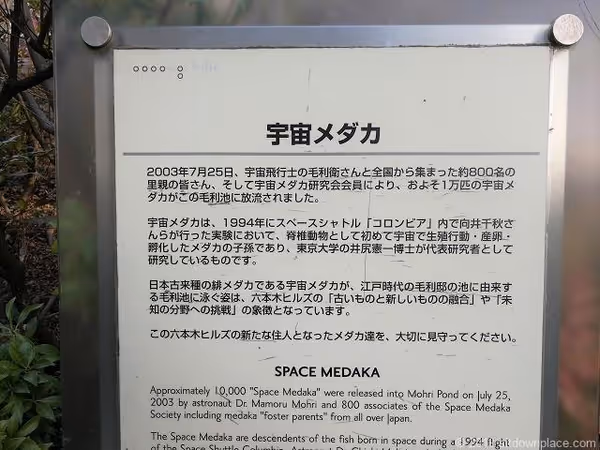 宇宙メダカ
2003年7月25日、宇宙飛行士の毛利衛さんと全国から集まった約800名の
里親の皆さん、そして宇宙メダカ研究会会員により、およそ1万匹の宇宙メ
ダカがこの毛利池に放流されました。
宇宙メダカは、1994年にスペースシャトル「コロンビア」内で向井千秋さ
んらが行った実験において、脊椎動物として初めて宇宙で生殖行動・産卵・
孵化したメダカの子孫であり、東京大学の井尻憲一博士が代表研究者として
研究しているものです。
日本古来種の緋メダカである宇宙メダカが、江戸時代の毛利邸の池に由来す
る毛利池に泳ぐ姿は、六本木ヒルズの「古いものと新しいものの融合」や「未
知の分野への挑戦」の象徴となっています。
この六本木ヒルズの新たな住人となったメダカ達を、大切に見守ってください。
SPACE MEDAKA
Approximately 10,000 "Space Medaka" were released into Mohri Pond on July 25,
2003 by astronaut Dr. Mamoru Mohri and 800 associates of the Space Medaka
Society including medaka "foster parents" from all over Japan.
The Space Medaka are descendents of the fish born in space during a 1994 flight